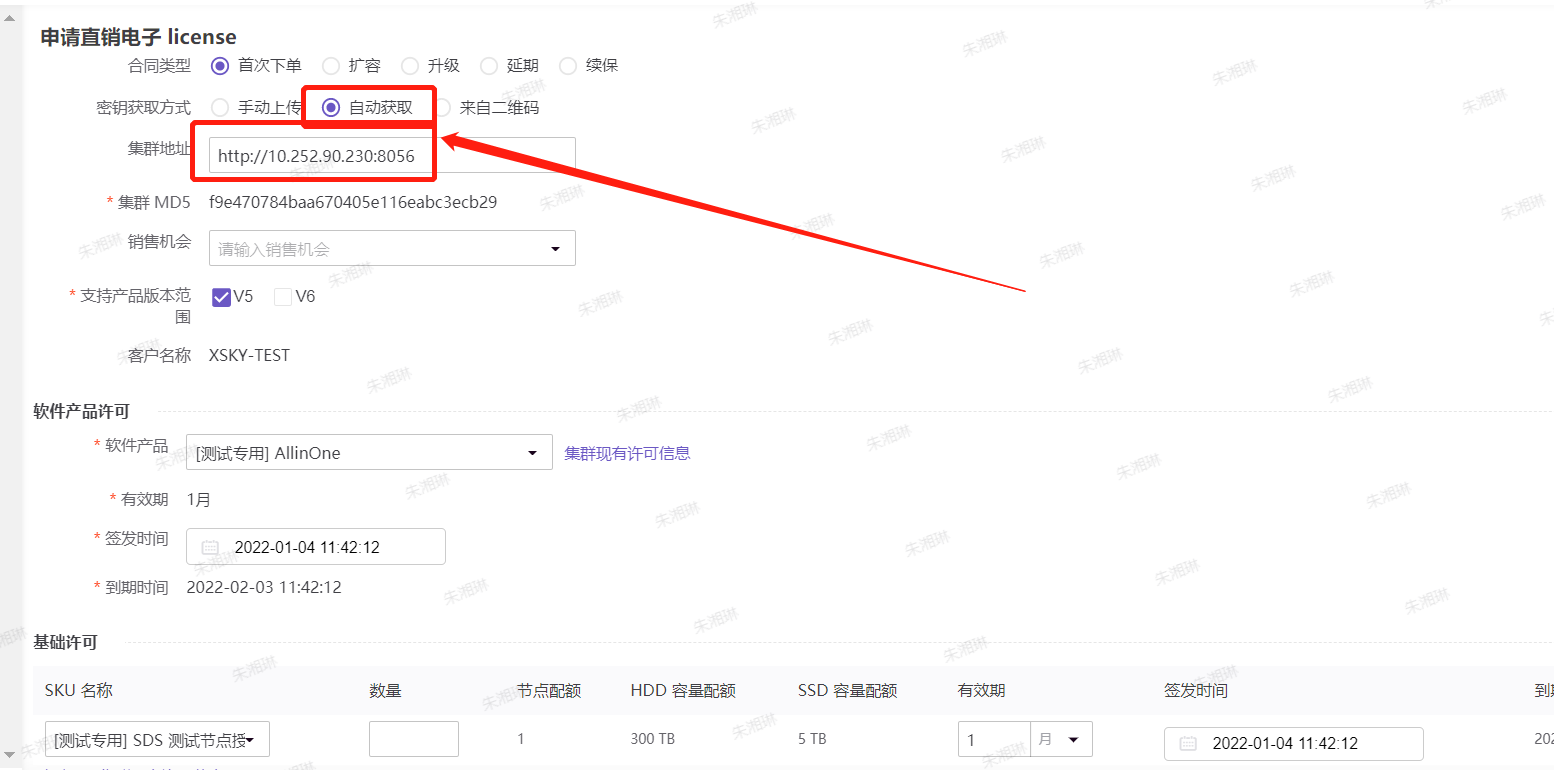 申请直销电子 license
合同类型 首次下单 扩容 升级 延期 续保
密钥获取方式 手动上传 自动获取 来自二维码
集群地址 http://10.252.90.230:8056
* 集群 MD5 f9e470784baa670405e116eabc3ecb29
销售机会 请输入销售机会
* 支持产品版本范 V5 V6
围
客户名称 XSKY-TEST
软件产品许可
* 软件产品 [测试专用] AllinOne 集群现有许可信息
* 有效期 1月
* 签发时间 2022-01-04 11:42:12
* 到期时间 2022-02-03 11:42:12
基础许可
SKU 名称 数量 节点配额 HDD 容量配额 SSD 容量配额 有效期 签发时间
[测试专用] SDS 测试节点授 1 300 TB 5 TB 1 月 2022-01-04 11:42:12
朱湘琳